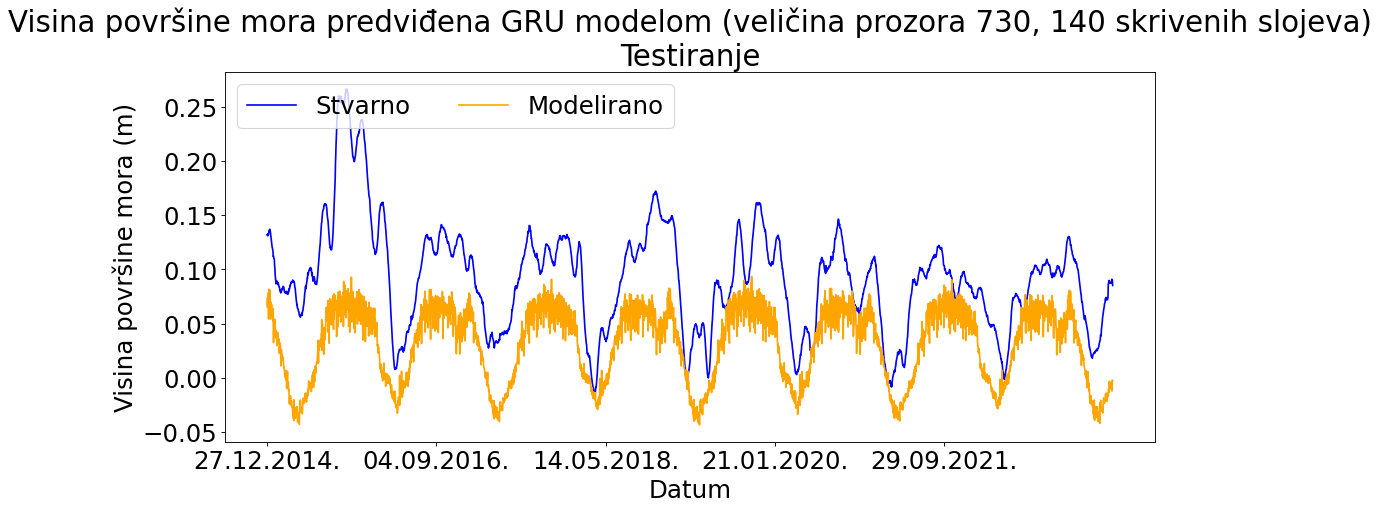 Visina površine mora predviđena GRU modelom (veličina prozora 730, 140 skrivenih slojeva)
Testiranje
Stvarno Modelirano
Visina površine mora (m)
0.25
0.20
0.15
0.10
0.05
0.00
−0.05
27.12.2014. 04.09.2016. 14.05.2018. 21.01.2020. 29.09.2021.
Datum